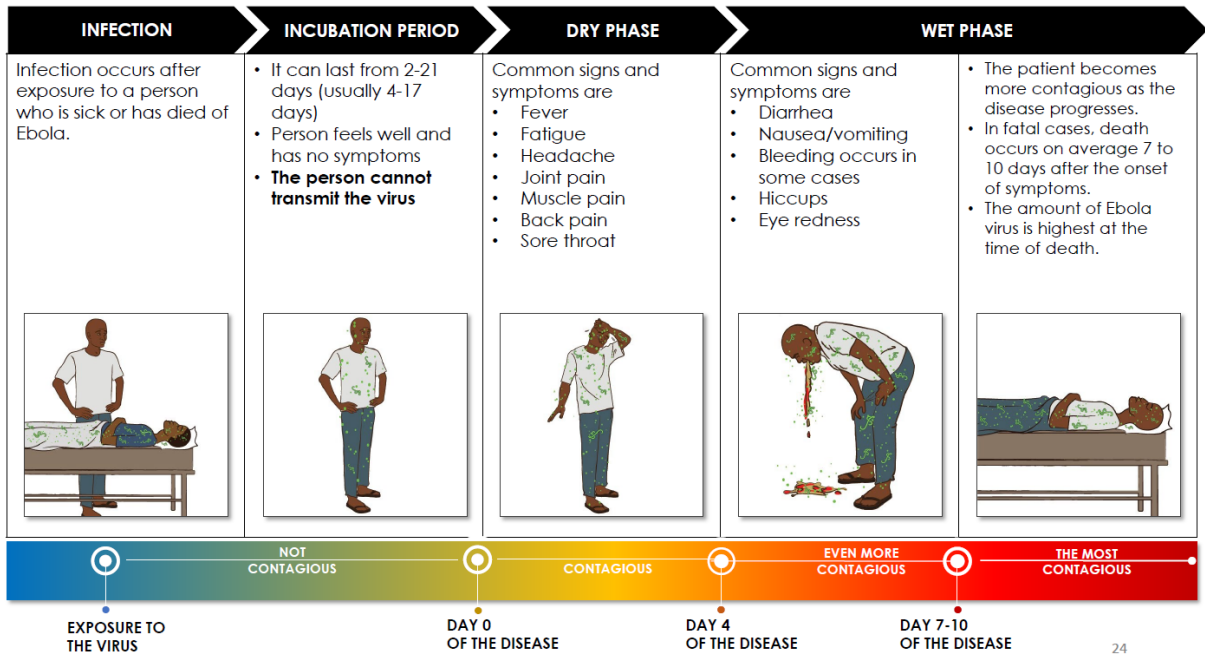 INFECTION
INCUBATION PERIOD
DRY PHASE
WET PHASE
Infection occurs after
exposure to a person
who is sick or has died of
Ebola.
• It can last from 2-21
days (usually 4-17
days)
• Person feels well and
has no symptoms
• The person cannot
transmit the virus
Common signs and
symptoms are
• Fever
• Fatigue
• Headache
• Joint pain
• Muscle pain
• Back pain
• Sore throat
Common signs and
symptoms are
• Diarrhea
• Nausea/vomiting
• Bleeding occurs in
some cases
• Hiccups
• Eye redness
• The patient becomes
more contagious as the
disease progresses.
• In fatal cases, death
occurs on average 7 to
10 days after the onset
of symptoms.
• The amount of Ebola
virus is highest at the
time of death.
NOT
CONTAGIOUS
CONTAGIOUS
EVEN MORE
CONTAGIOUS
THE MOST
CONTAGIOUS
EXPOSURE TO
THE VIRUS
DAY 0
OF THE DISEASE
DAY 4
OF THE DISEASE
DAY 7-10
OF THE DISEASE
24